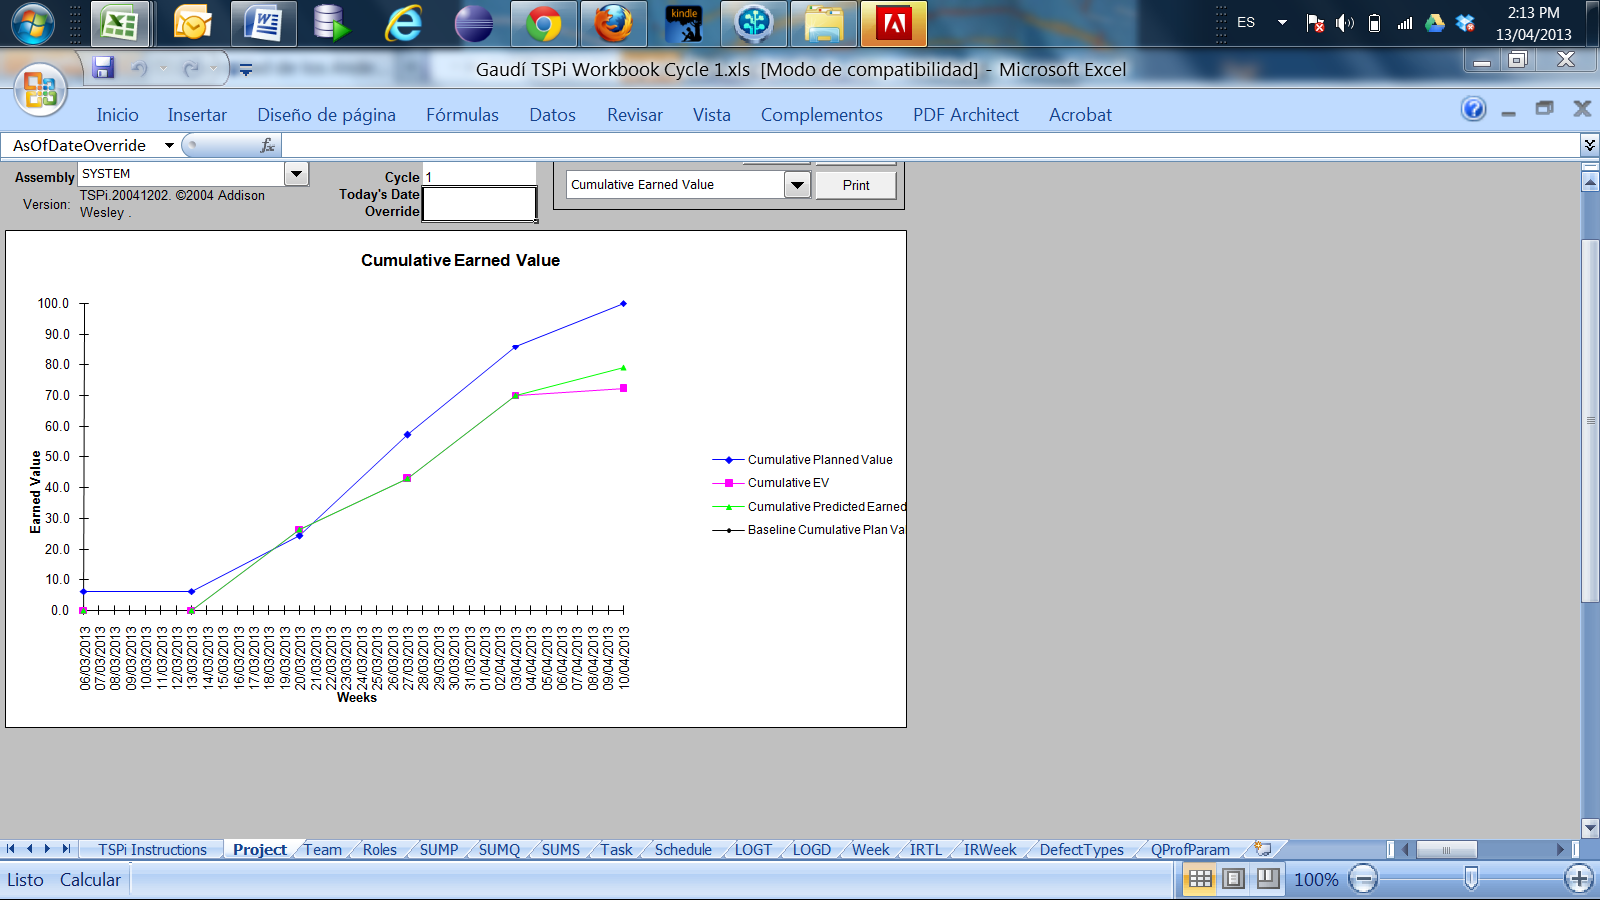 kindle
ES
2:13 PM
13/04/2013
Gaudí TSPi Workbook Cycle 1.xls [Modo de compatibilidad] - Microsoft Excel
Inicio Insertar Diseño de página Fórmulas Datos Revisar Vista Complementos PDF Architect Acrobat
AsOfDateOverride fx
Assembly SYSTEM Cycle 1
Version: TSPi.20041202. ©2004 Addison Wesley .
Today's Date Override
Cumulative Earned Value Print
Cumulative Earned Value
Earned Value
100.0
90.0
80.0
70.0
60.0
50.0
40.0
30.0
20.0
10.0
0.0
06/03/2013
07/03/2013
08/03/2013
09/03/2013
10/03/2013
11/03/2013
12/03/2013
13/03/2013
14/03/2013
15/03/2013
16/03/2013
17/03/2013
18/03/2013
19/03/2013
20/03/2013
21/03/2013
22/03/2013
23/03/2013
24/03/2013
25/03/2013
26/03/2013
27/03/2013
28/03/2013
29/03/2013
30/03/2013
31/03/2013
01/04/2013
02/04/2013
03/04/2013
04/04/2013
05/04/2013
06/04/2013
07/04/2013
08/04/2013
09/04/2013
10/04/2013
Weeks
Cumulative Planned Value
Cumulative EV
Cumulative Predicted Earned
Baseline Cumulative Plan Va
TSPi Instructions Project Team Roles SUMP SUMQ SUMS Task Schedule LOGT LOGD Week IRTL IRWeek DefectTypes QProfParam
Listo Calcular 100%